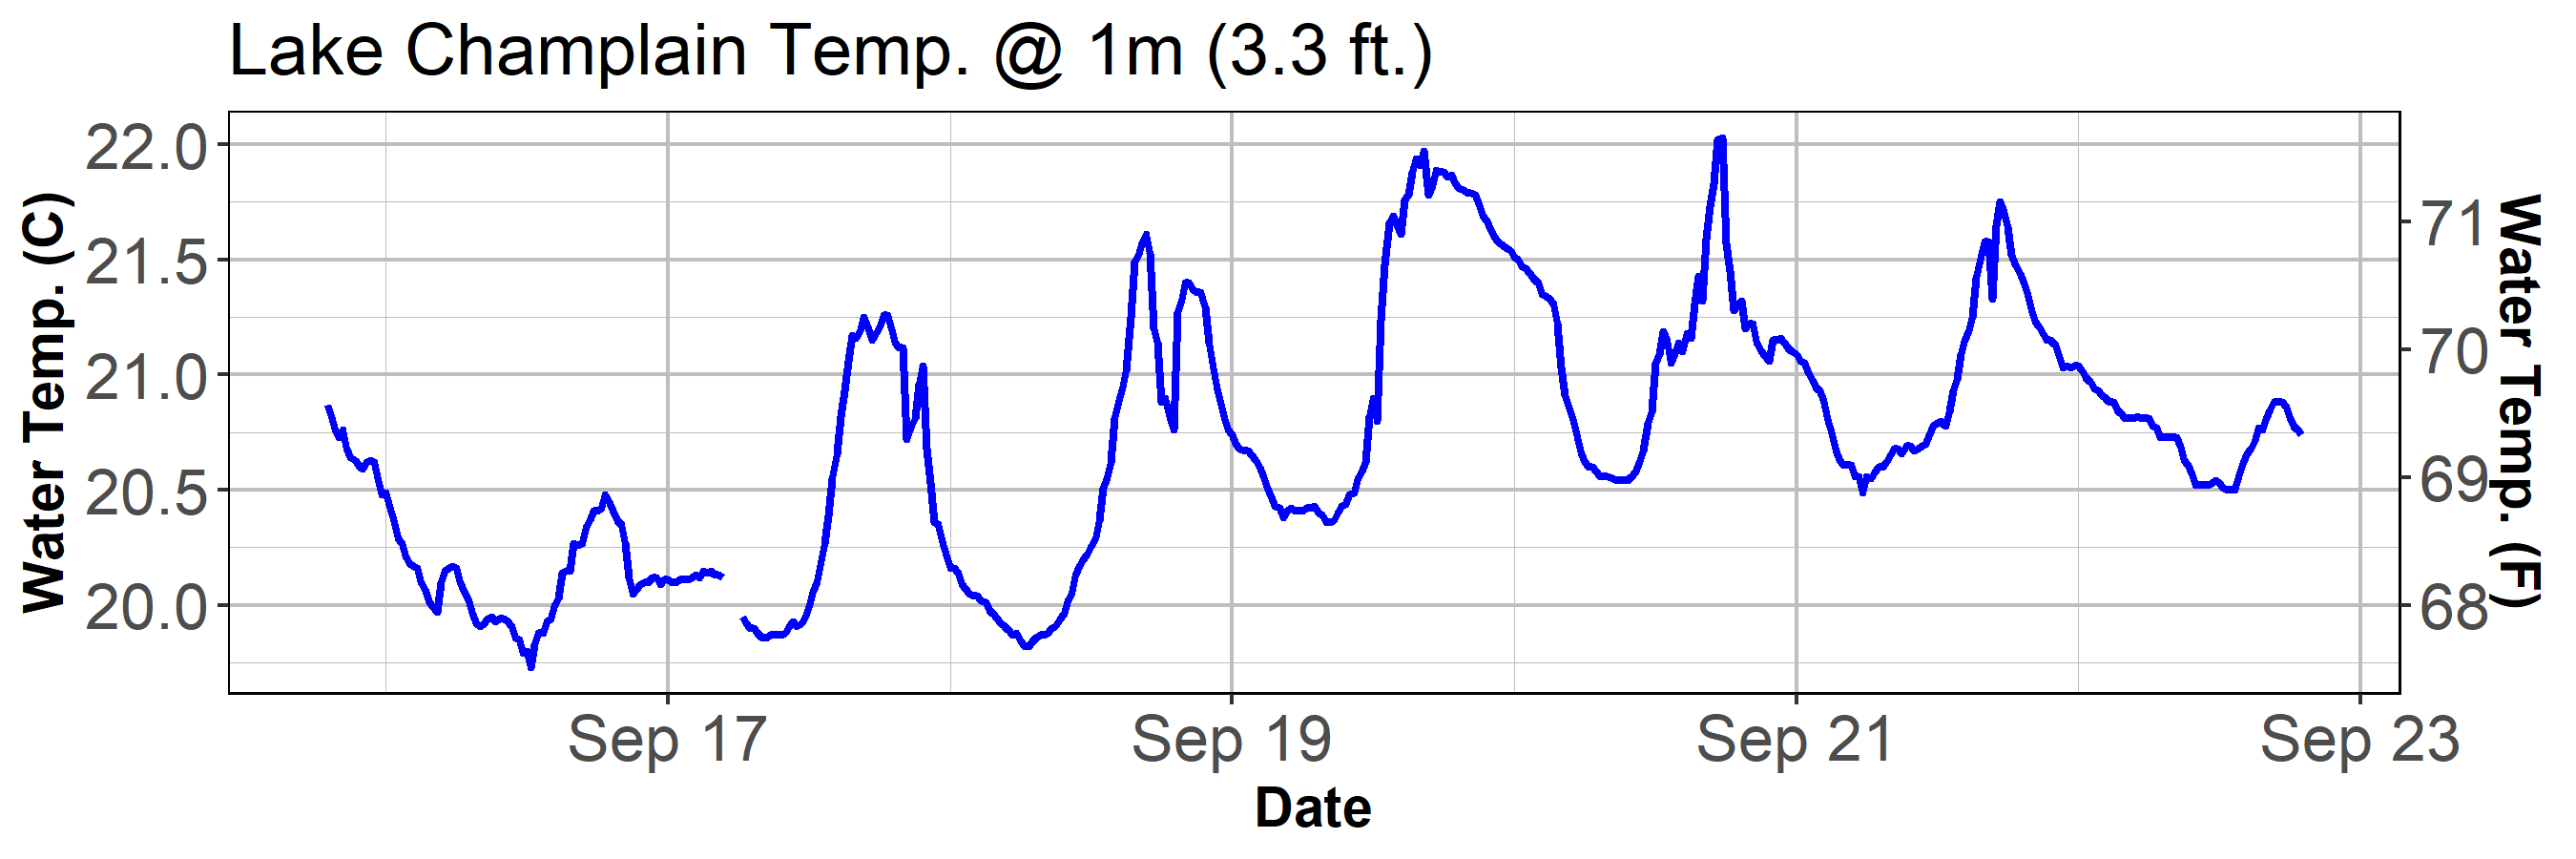 Lake Champlain Temp. @ 1m (3.3 ft.)
Water Temp. (C)
22.0
21.5
21.0
20.5
20.0
71
70
69
68
Water Temp. (F)
Sep 17
Sep 19
Sep 21
Sep 23
Date